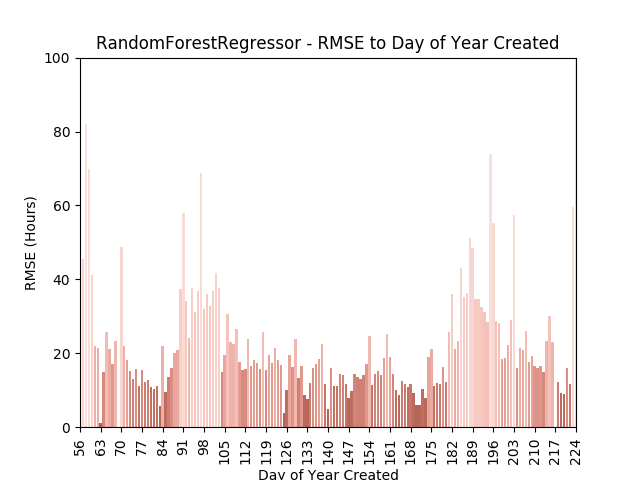 RandomForestRegressor - RMSE to Day of Year Created
100
80
60
40
20
0
RMSE (Hours)
56 63 70 77 84 91 98 105 112 119 126 133 140 147 154 161 168 175 182 189 196 203 210 217 224
Day of Year Created